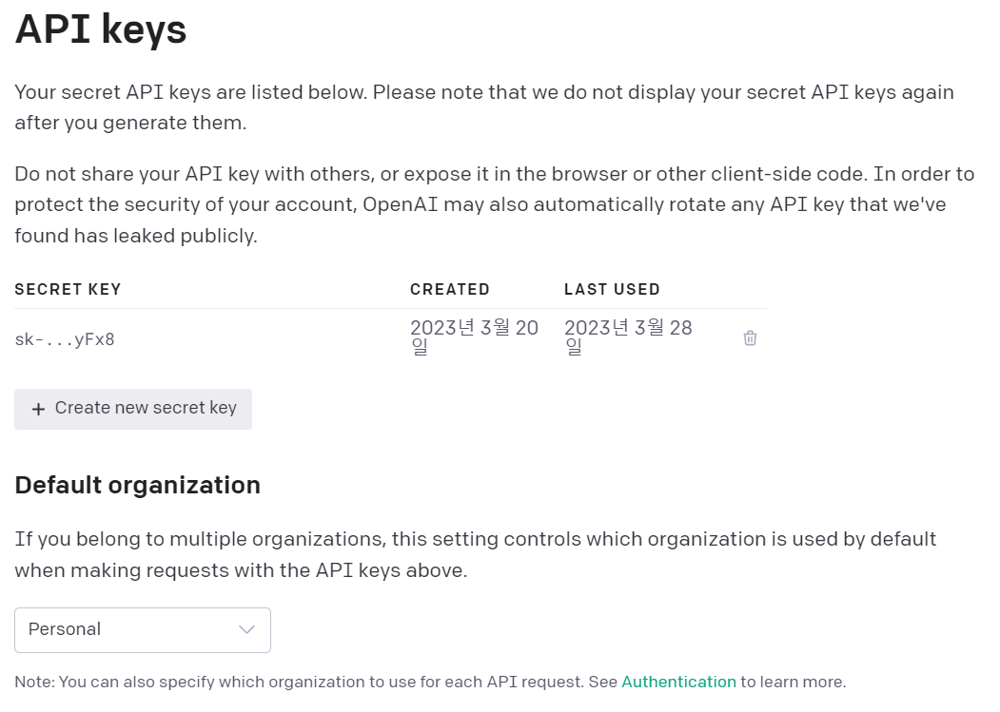 API keys
Your secret API keys are listed below. Please note that we do not display your secret API keys again
after you generate them.
Do not share your API key with others, or expose it in the browser or other client-side code. In order to
protect the security of your account, OpenAI may also automatically rotate any API key that we've
found has leaked publicly.
SECRET KEY CREATED LAST USED
sk-...yFx8 2023년 3월 20일 2023년 3월 28일
+ Create new secret key
Default organization
If you belong to multiple organizations, this setting controls which organization is used by default
when making requests with the API keys above.
Personal
Note: You can also specify which organization to use for each API request. See Authentication to learn more.